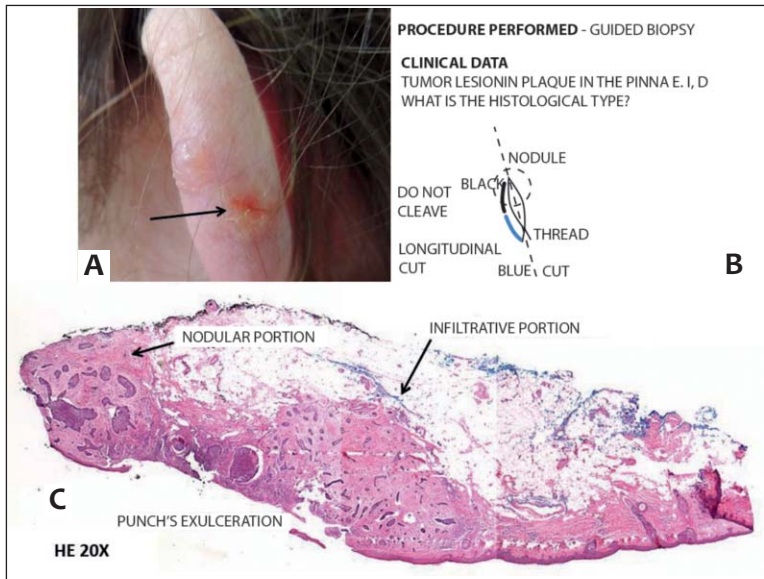 PROCEDURE PERFORMED - GUIDED BIOPSY
CLINICAL DATA
TUMOR LESIONIN PLAQUE IN THE PINNA E. I, D
WHAT IS THE HISTOLOGICAL TYPE?
NODULE
BLACK
DO NOT
CLEAVE
THREAD
LONGITUDINAL
CUT
BLUE
CUT
A
B
NODULAR PORTION
INFILTRATIVE PORTION
C
PUNCH'S EXULCERATION
HE 20X